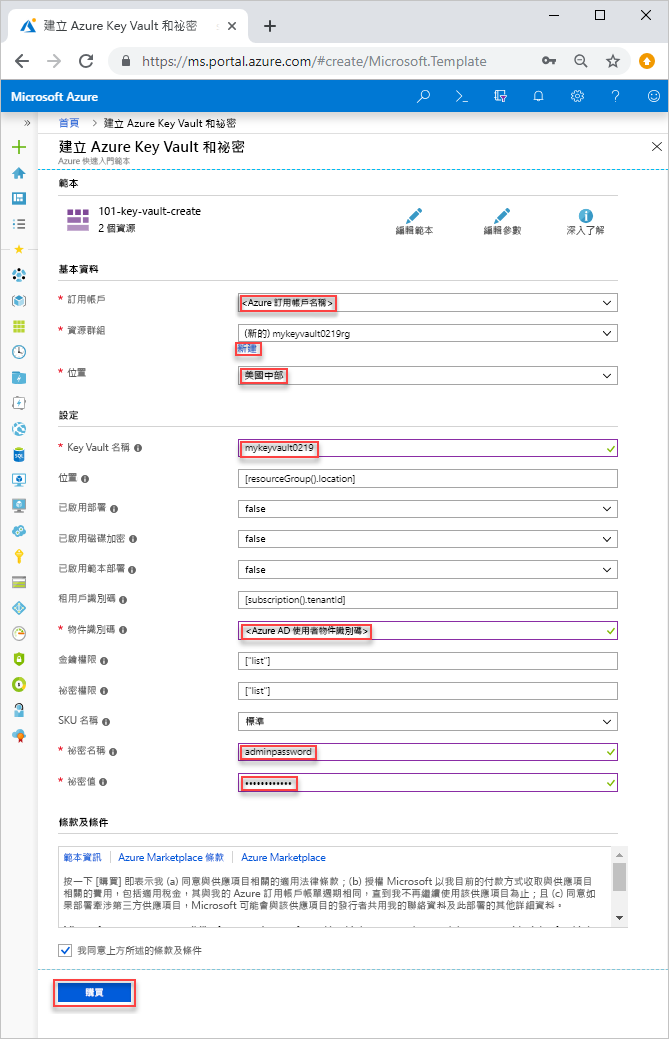 建立 Azure Key Vault 和祕密
https://ms.portal.azure.com/#create/Microsoft.Template
Microsoft Azure
首頁 > 建立 Azure Key Vault 和祕密
建立 Azure Key Vault 和祕密
Azure 快速入門範本
範本
101-key-vault-create
2 個資源
編輯範本 編輯參數 深入了解
基本資料
* 訂用帳戶 <Azure 訂用帳戶名稱>
* 資源群組 (新的) mykeyvault0219rg
新建
* 位置 美國中部
設定
* Key Vault 名稱 mykeyvault0219
位置 [resourceGroup().location]
已啟用部署 false
已啟用磁碟加密 false
已啟用範本部署 false
租用戶識別碼 [subscription().tenantId]
* 物件識別碼 <Azure AD 使用者物件識別碼>
金鑰權限 ["list"]
祕密權限 ["list"]
SKU 名稱 標準
* 祕密名稱 adminpassword
* 祕密值 ••••••••••••
條款及條件
範本資訊 | Azure Marketplace 條款 | Azure Marketplace
按一下 [購買] 即表示我 (a) 同意與供應項目相關的適用法律條款；(b) 授權 Microsoft 以我目前的付款方式收取與供應項目
相關的費用，包括適用稅金，其與我的 Azure 訂用帳戶帳單週期相同，直到我不再繼續使用該供應項目為止；且 (c) 同意如
果部署牽涉第三方供應項目，Microsoft 可能會與該供應項目的發行者共用我的聯絡資料及此部署的其他詳細資料。
我同意上方所述的條款及條件
購買